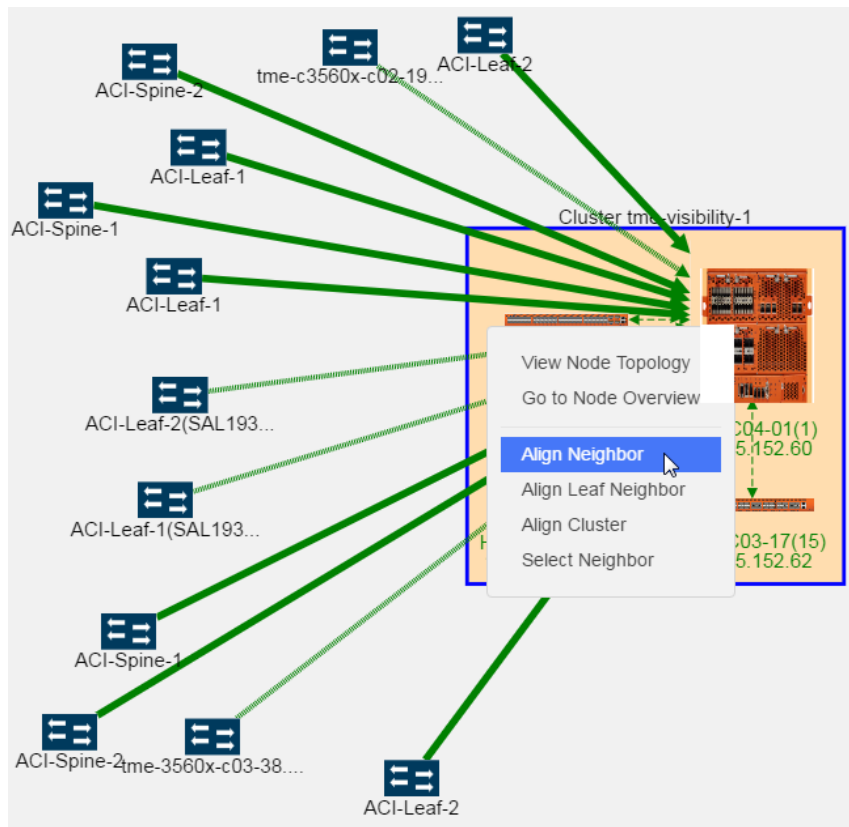 ACI-Leaf-2
tme-c3560x-c02-19...
ACI-Spine-2
ACI-Leaf-1
ACI-Spine-1
Cluster tme-visibility-1
ACI-Leaf-1
View Node Topology
Go to Node Overview
ACI-Leaf-2(SAL193...
C04-01(1)
5.152.60
Align Neighbor
Align Leaf Neighbor
ACI-Leaf-1(SAL193...
Align Cluster
H
C03-17(15)
Select Neighbor
5.152.62
ACI-Spine-1
ACI-Spine-2
tme-3560x-c03-38....
ACI-Leaf-2